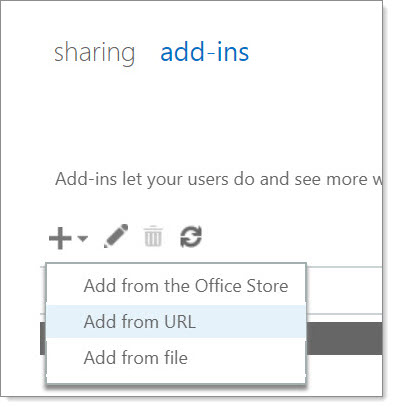 sharing add-ins
Add-ins let your users do and see more w
Add from the Office Store
Add from URL
Add from file